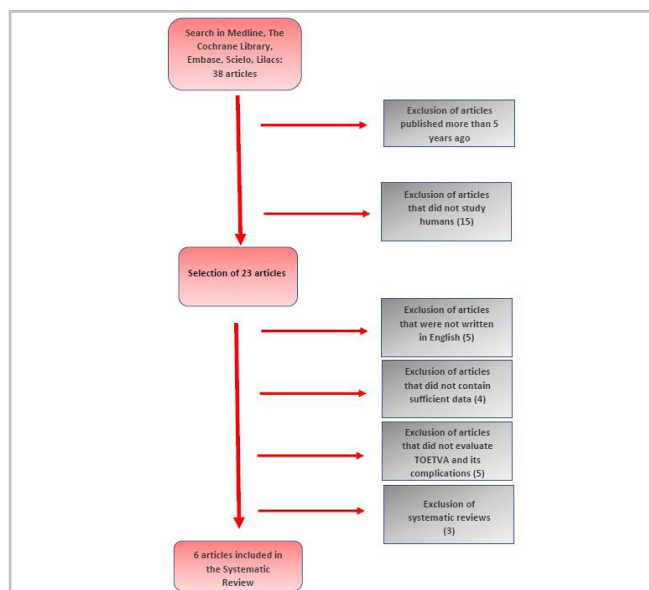 Search in Medline, The
Cochrane Library,
Embase, Scielo, Lilacs:
38 articles
Exclusion of articles
published more than 5
years ago
Exclusion of articles
that did not study
humans (15)
Selection of 23 articles
Exclusion of articles
that were not written
in English (5)
Exclusion of articles
that did not contain
sufficient data (4)
Exclusion of articles
that did not evaluate
TOETVA and its
complications (5)
Exclusion of
systematic reviews
(3)
6 articles included in
the Systematic
Review